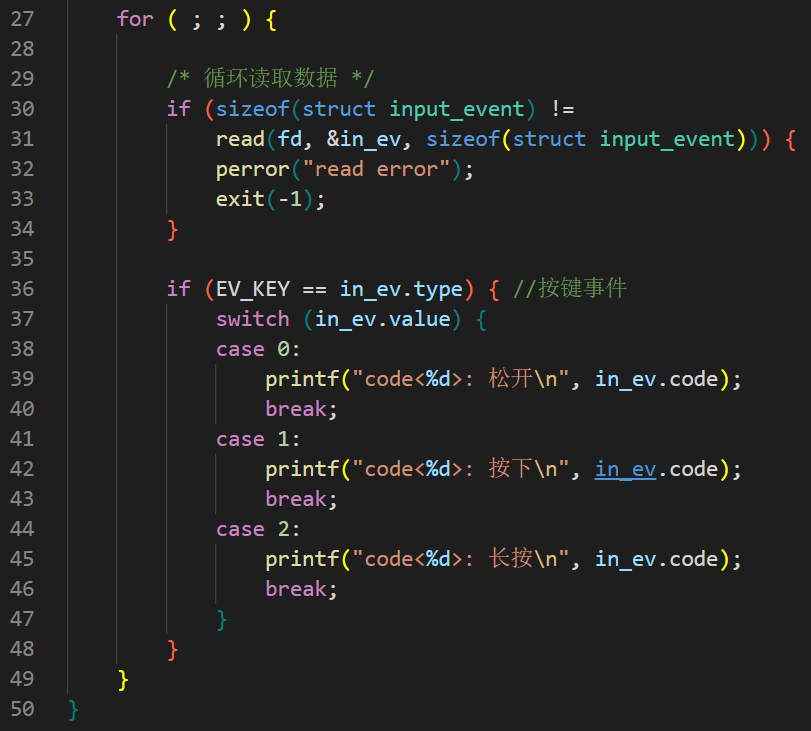 27 for ( ; ; ) {
28
29 /* 循环读取数据 */
30 if (sizeof(struct input_event) !=
31 read(fd, &in_ev, sizeof(struct input_event))) {
32 perror("read error");
33 exit(-1);
34 }
35
36 if (EV_KEY == in_ev.type) { //按键事件
37 switch (in_ev.value) {
38 case 0:
39 printf("code<%d>: 松开\n", in_ev.code);
40 break;
41 case 1:
42 printf("code<%d>: 按下\n", in_ev.code);
43 break;
44 case 2:
45 printf("code<%d>: 长按\n", in_ev.code);
46 break;
47 }
48 }
49 }
50 }